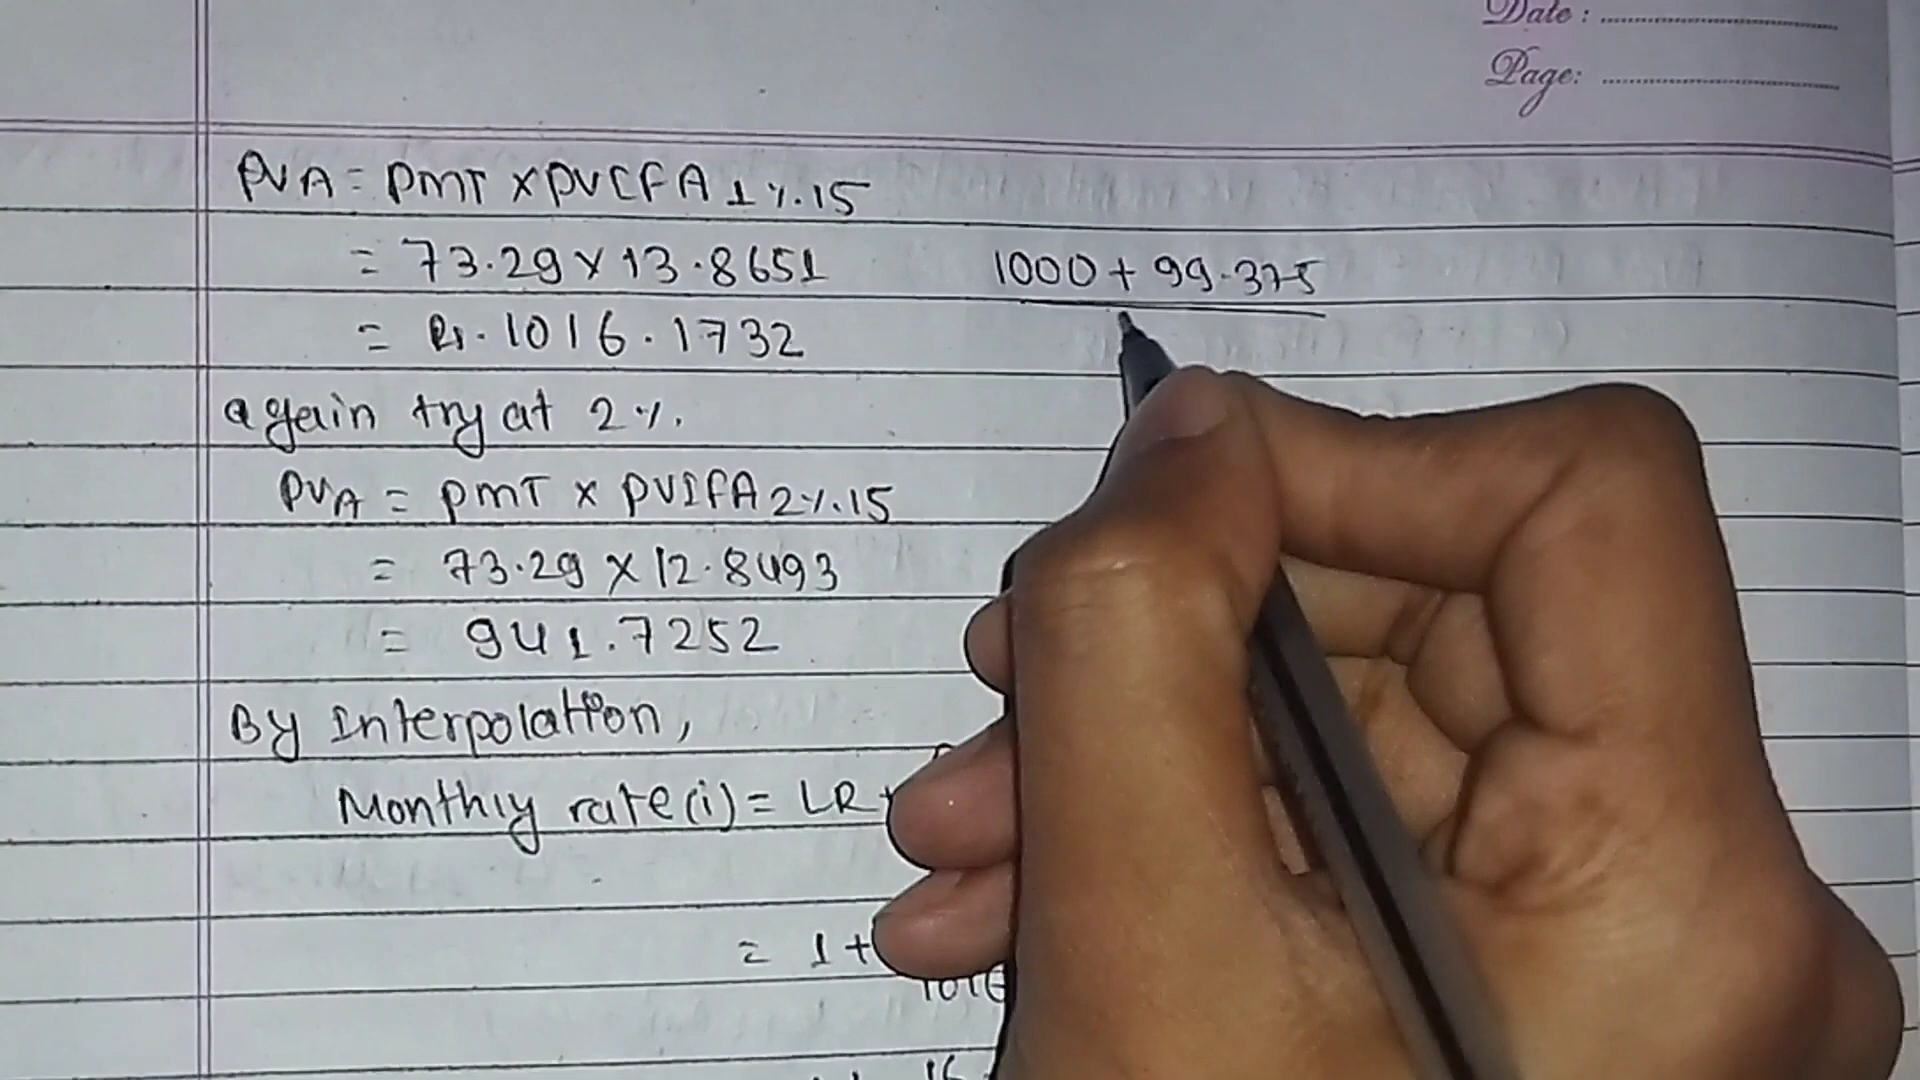 Date:
Page:
PVA = PMT x PVIFA 1%.15
= 73.29 x 13.8651
= Rs. 1016.1732
1000 + 99.375
again try at 2%.
PVA = PMT x PVIFA 2%.15
= 73.29 x 12.8493
= 941.7252
By Interpolation,
Monthly rate(i) = LR +
= 1 +